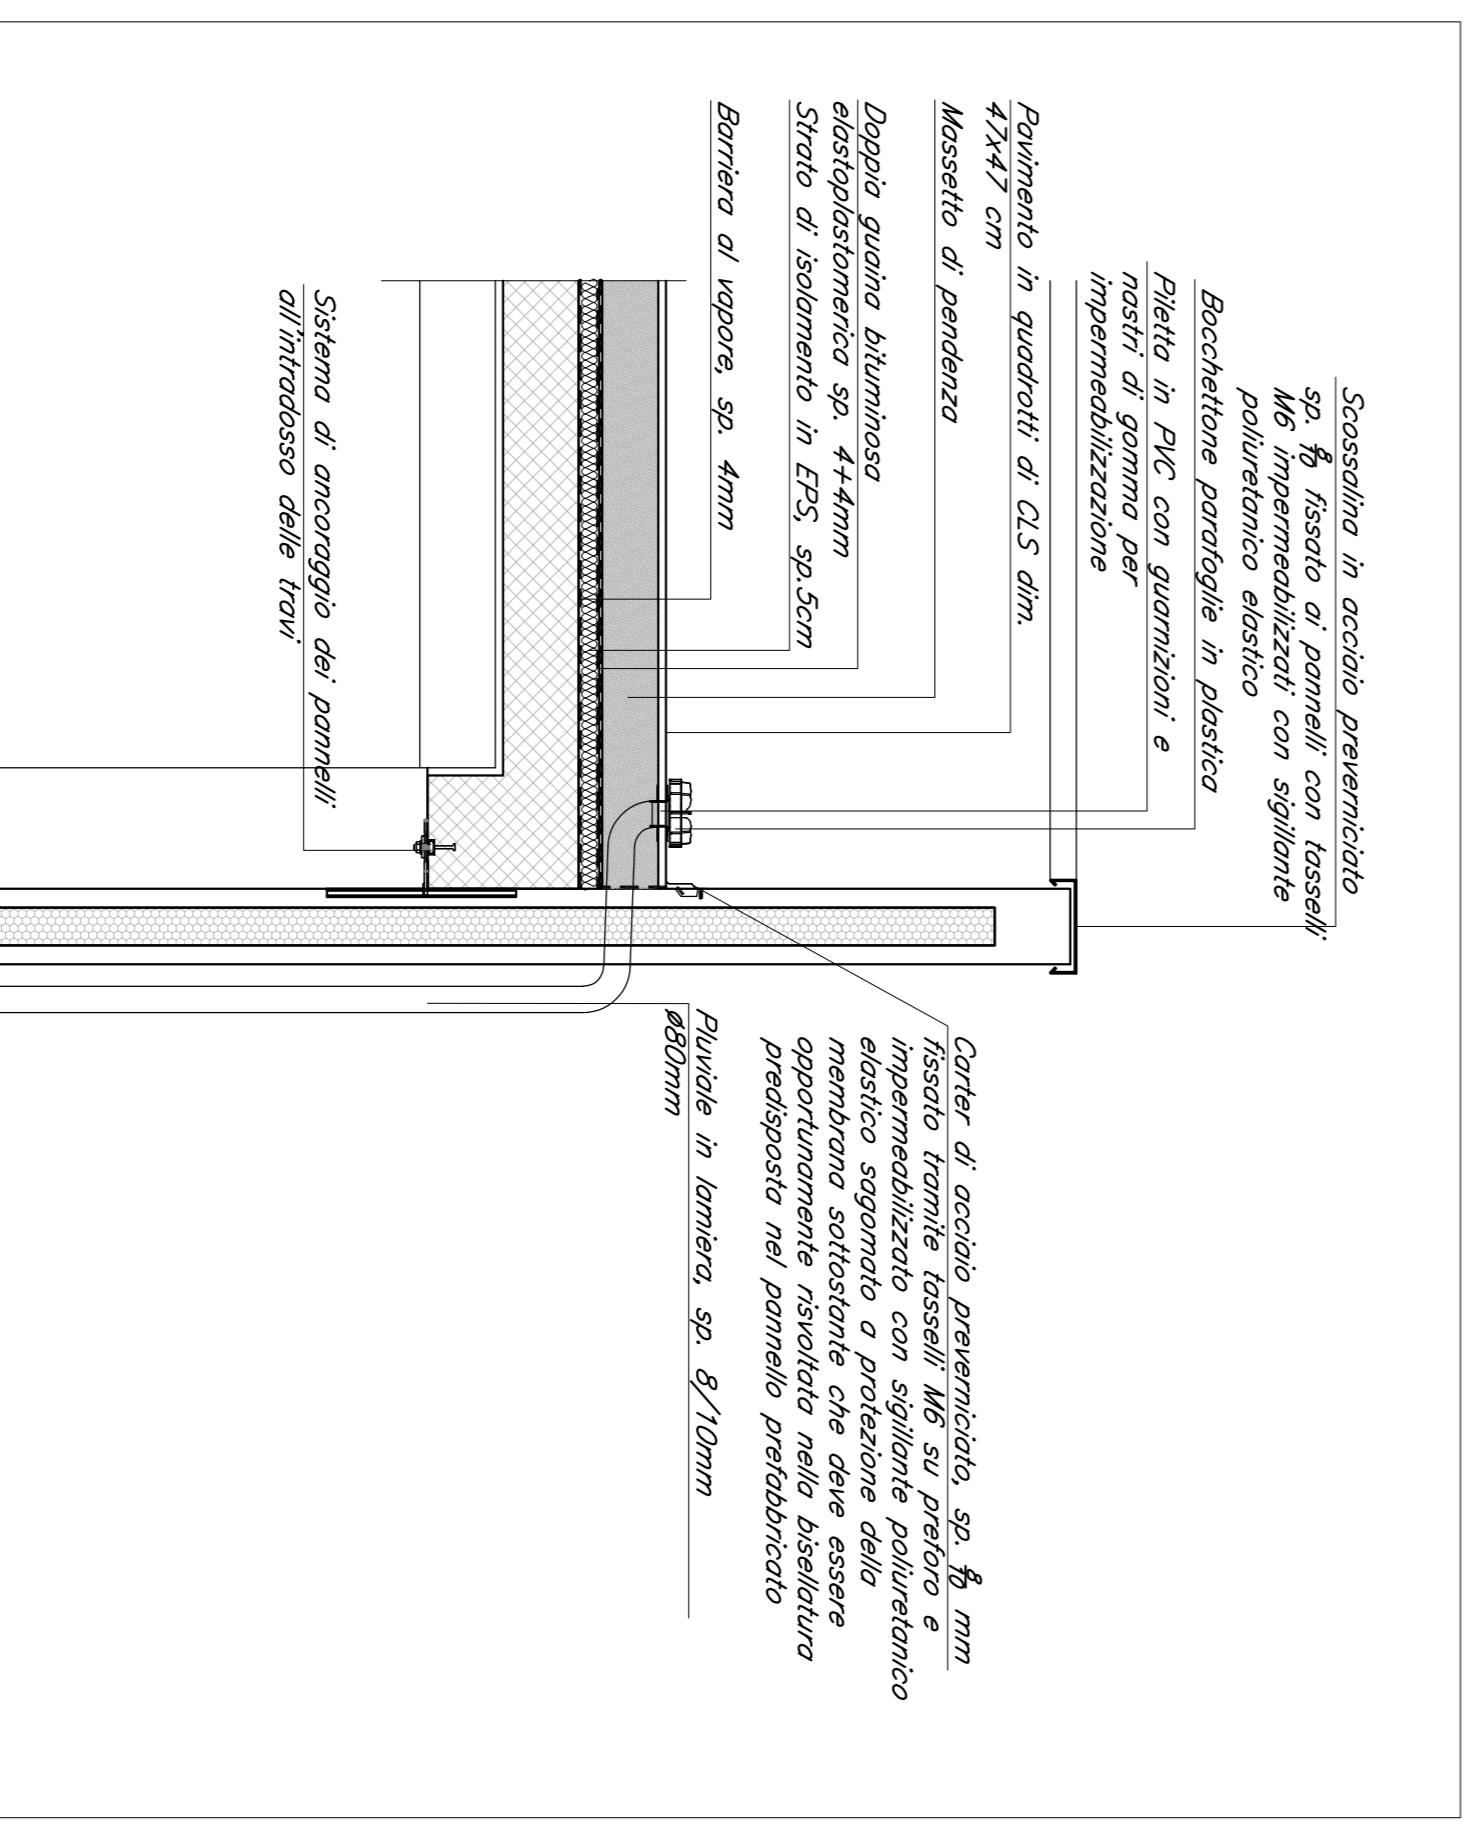 Scossalina in acciaio preverniciato
sp. 8/10 fissato ai pannelli con tasselli
M6 impermeabilizzati con sigillante
poliuretanico elastico
Bocchettone parafoglie in plastica
Piletta in PVC con guarnizioni e
nastri di gomma per
impermeabilizzazione
Pavimento in quadrotti di CLS dim.
47x47 cm
Massetto di pendenza
Doppia guaina bituminosa
elastoplastomerica sp. 4+4mm
Strato di isolamento in EPS, sp.5cm
Barriera al vapore, sp. 4mm
Sistema di ancoraggio dei pannelli
all'intradosso delle travi
Carter di acciaio preverniciato, sp. 8/10 mm
fissato tramite tasselli M6 su preforo e
impermeabilizzato con sigillante poliuretanico
elastico sagomato a protezione della
membrana sottostante che deve essere
opportunamente risvoltata nella bisellatura
predisposta nel pannello prefabbricato
Pluviale in lamiera, sp. 8/10mm
ø80mm